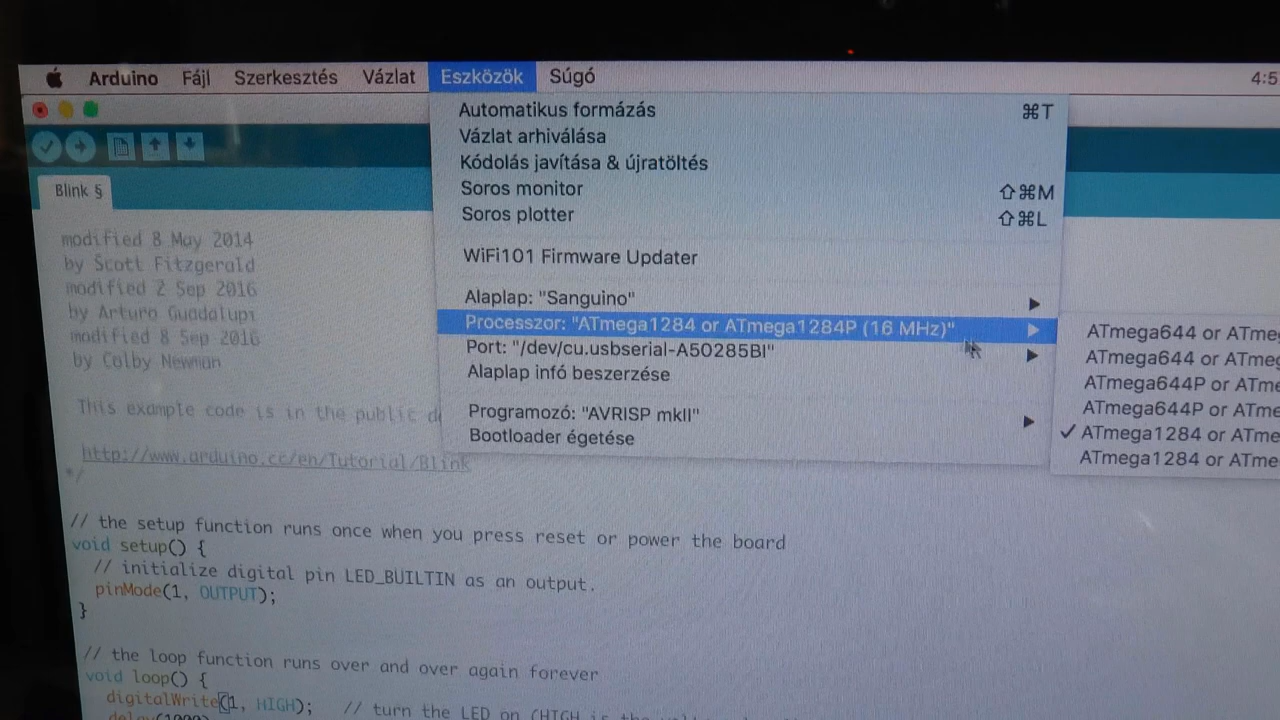 Arduino Fájl Szerkesztés Vázlat Eszközök Súgó 4:5
Automatikus formázás ⌘T
Vázlat arhiválása
Kódolás javítása & újratöltés
Soros monitor ⇧⌘M
Soros plotter ⇧⌘L
WiFi101 Firmware Updater
Alaplap: "Sanguino"
Processzor: "ATmega1284 or ATmega1284P (16 MHz)"
Port: "/dev/cu.usbserial-A50285BI"
Alaplap infó beszerzése
Programozó: "AVRISP mkII"
Bootloader égetése
ATmega644 or ATme
ATmega644 or ATmeg
ATmega644P or ATm
ATmega644P or ATme
✓ ATmega1284 or ATme
ATmega1284 or ATme
Blink §
modified 8 May 2014
by Scott Fitzgerald
modified 2 Sep 2016
by Arturo Guadalupi
modified 8 Sep 2016
by Colby Newman
This example code is in the public d
http://www.arduino.cc/en/Tutorial/Blink
*/
// the setup function runs once when you press reset or power the board
void setup() {
// initialize digital pin LED_BUILTIN as an output.
pinMode(1, OUTPUT);
}
// the loop function runs over and over again forever
void loop() {
digitalWrite(1, HIGH); // turn the LED on (HIGH is the
delay(1000)